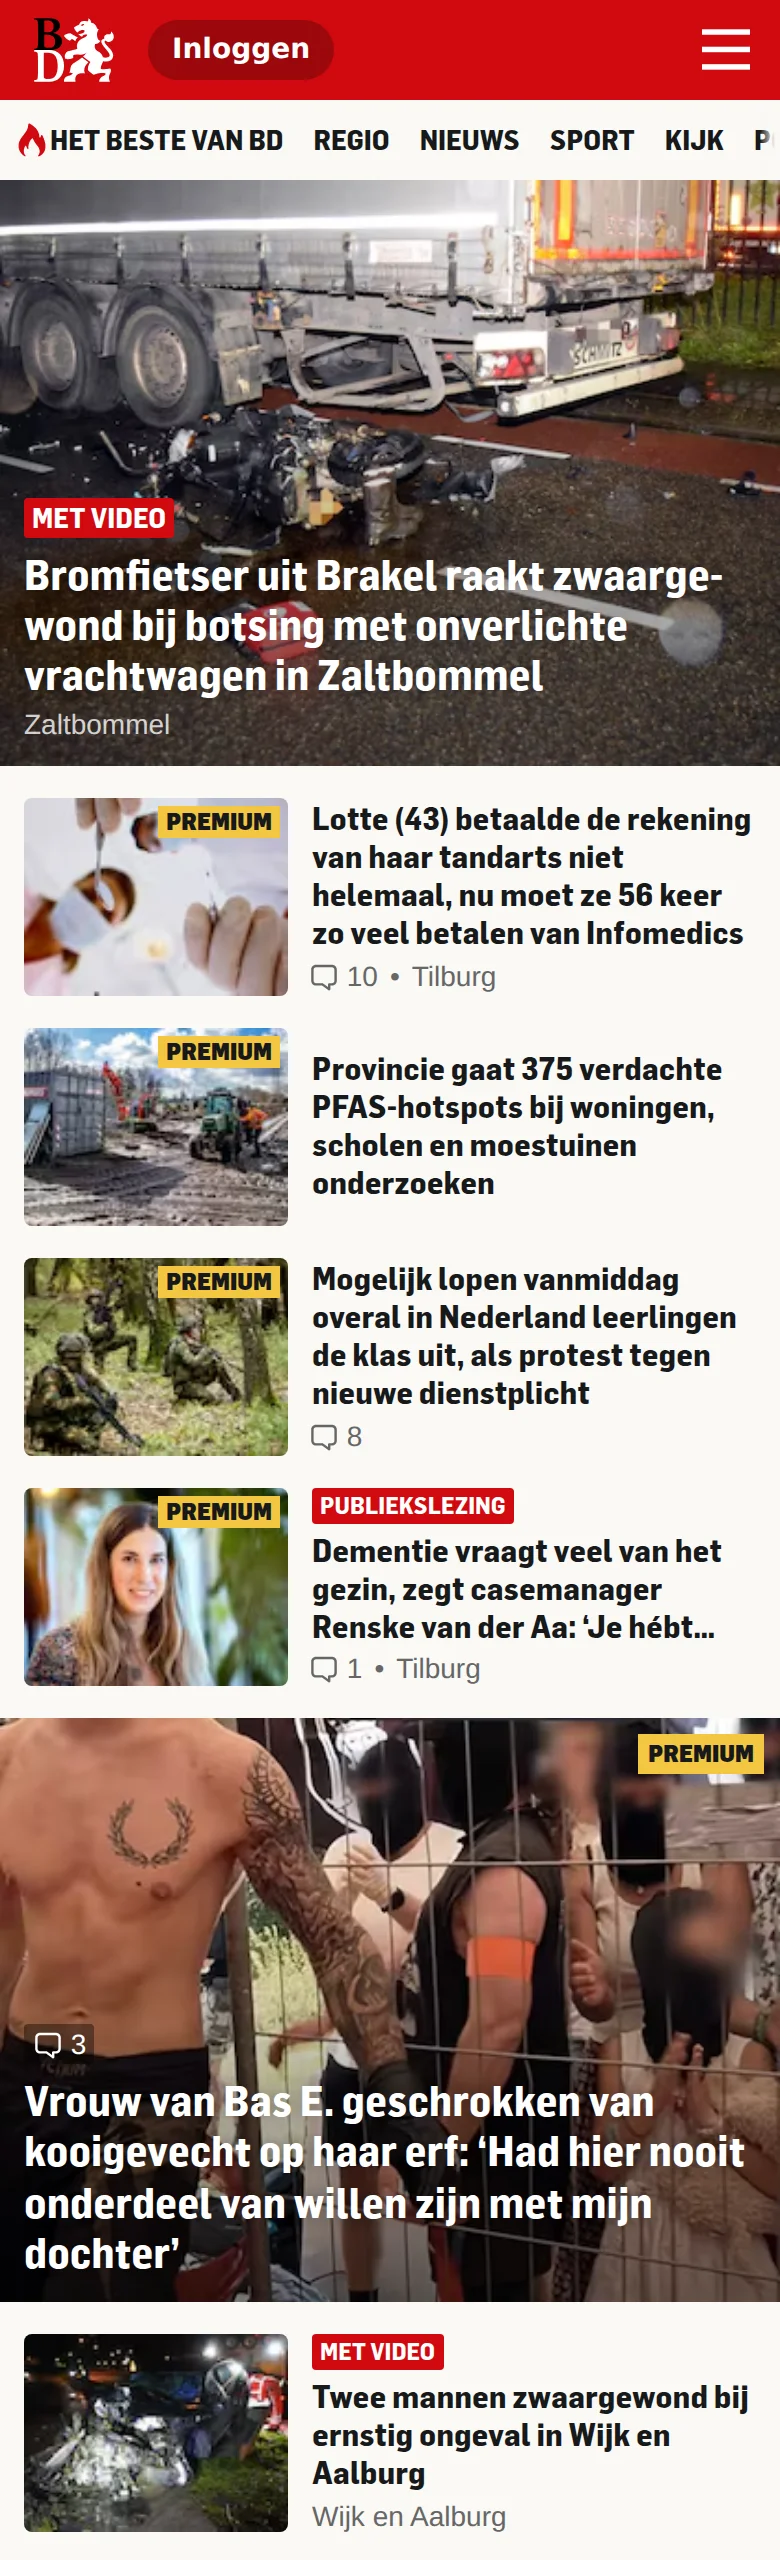 BD
Inloggen
HET BESTE VAN BD REGIO NIEUWS SPORT KIJK
SCHMITZ
MET VIDEO
Bromfietser uit Brakel raakt zwaarge-
wond bij botsing met onverlichte
vrachtwagen in Zaltbommel
Zaltbommel
PREMIUM
Lotte (43) betaalde de rekening
van haar tandarts niet
helemaal, nu moet ze 56 keer
zo veel betalen van Infomedics
10 • Tilburg
PREMIUM
Provincie gaat 375 verdachte
PFAS-hotspots bij woningen,
scholen en moestuinen
onderzoeken
PREMIUM
Mogelijk lopen vanmiddag
overal in Nederland leerlingen
de klas uit, als protest tegen
nieuwe dienstplicht
8
PREMIUM
PUBLIEKSLEZING
Dementie vraagt veel van het
gezin, zegt casemanager
Renske van der Aa: ‘Je hébt...
1 • Tilburg
PREMIUM
3
Vrouw van Bas E. geschrokken van
kooigevecht op haar erf: ‘Had hier nooit
onderdeel van willen zijn met mijn
dochter’
MET VIDEO
Twee mannen zwaargewond bij
ernstig ongeval in Wijk en
Aalburg
Wijk en Aalburg